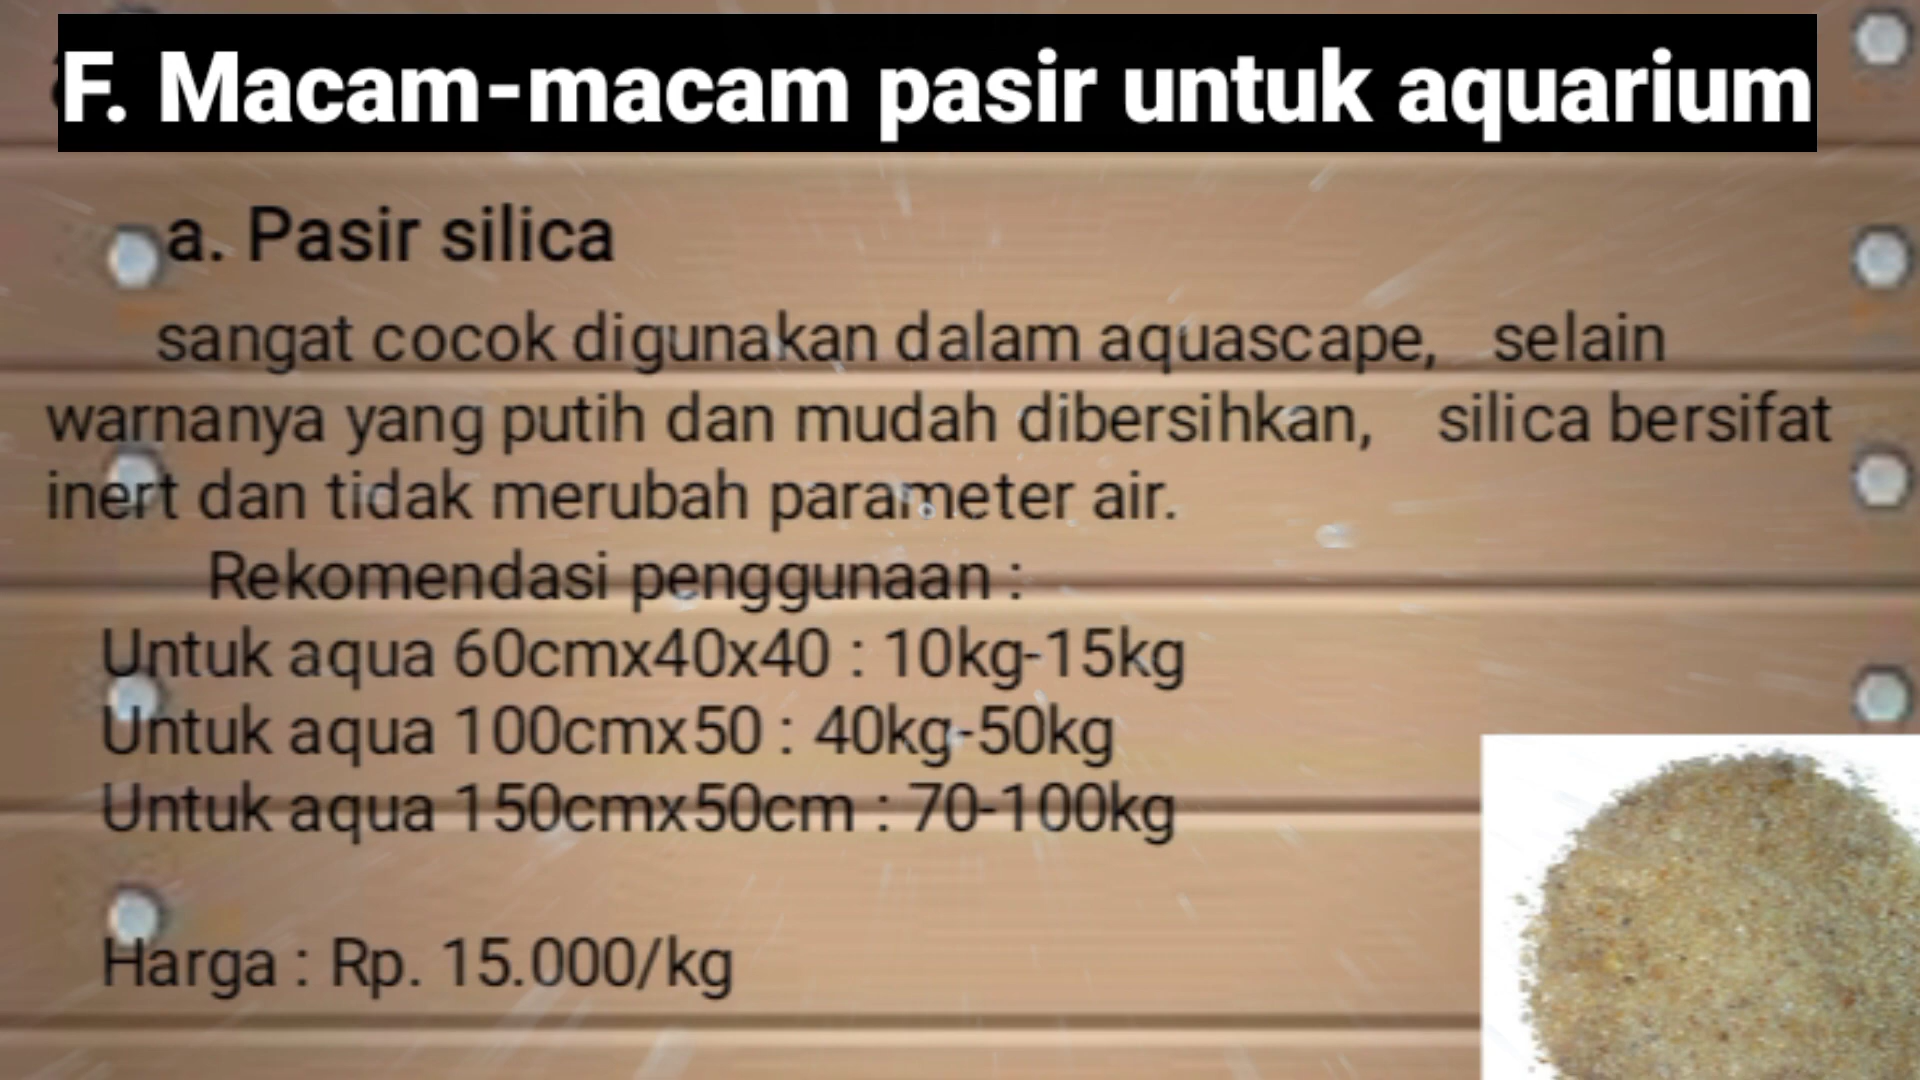 F. Macam-macam pasir untuk aquarium
a. Pasir silica
sangat cocok digunakan dalam aquascape, selain
warnanya yang putih dan mudah dibersihkan, silica bersifat
inert dan tidak merubah parameter air.
Rekomendasi penggunaan :
Untuk aqua 60cmx40x40 : 10kg-15kg
Untuk aqua 100cmx50 : 40kg-50kg
Untuk aqua 150cmx50cm : 70-100kg
Harga : Rp. 15.000/kg